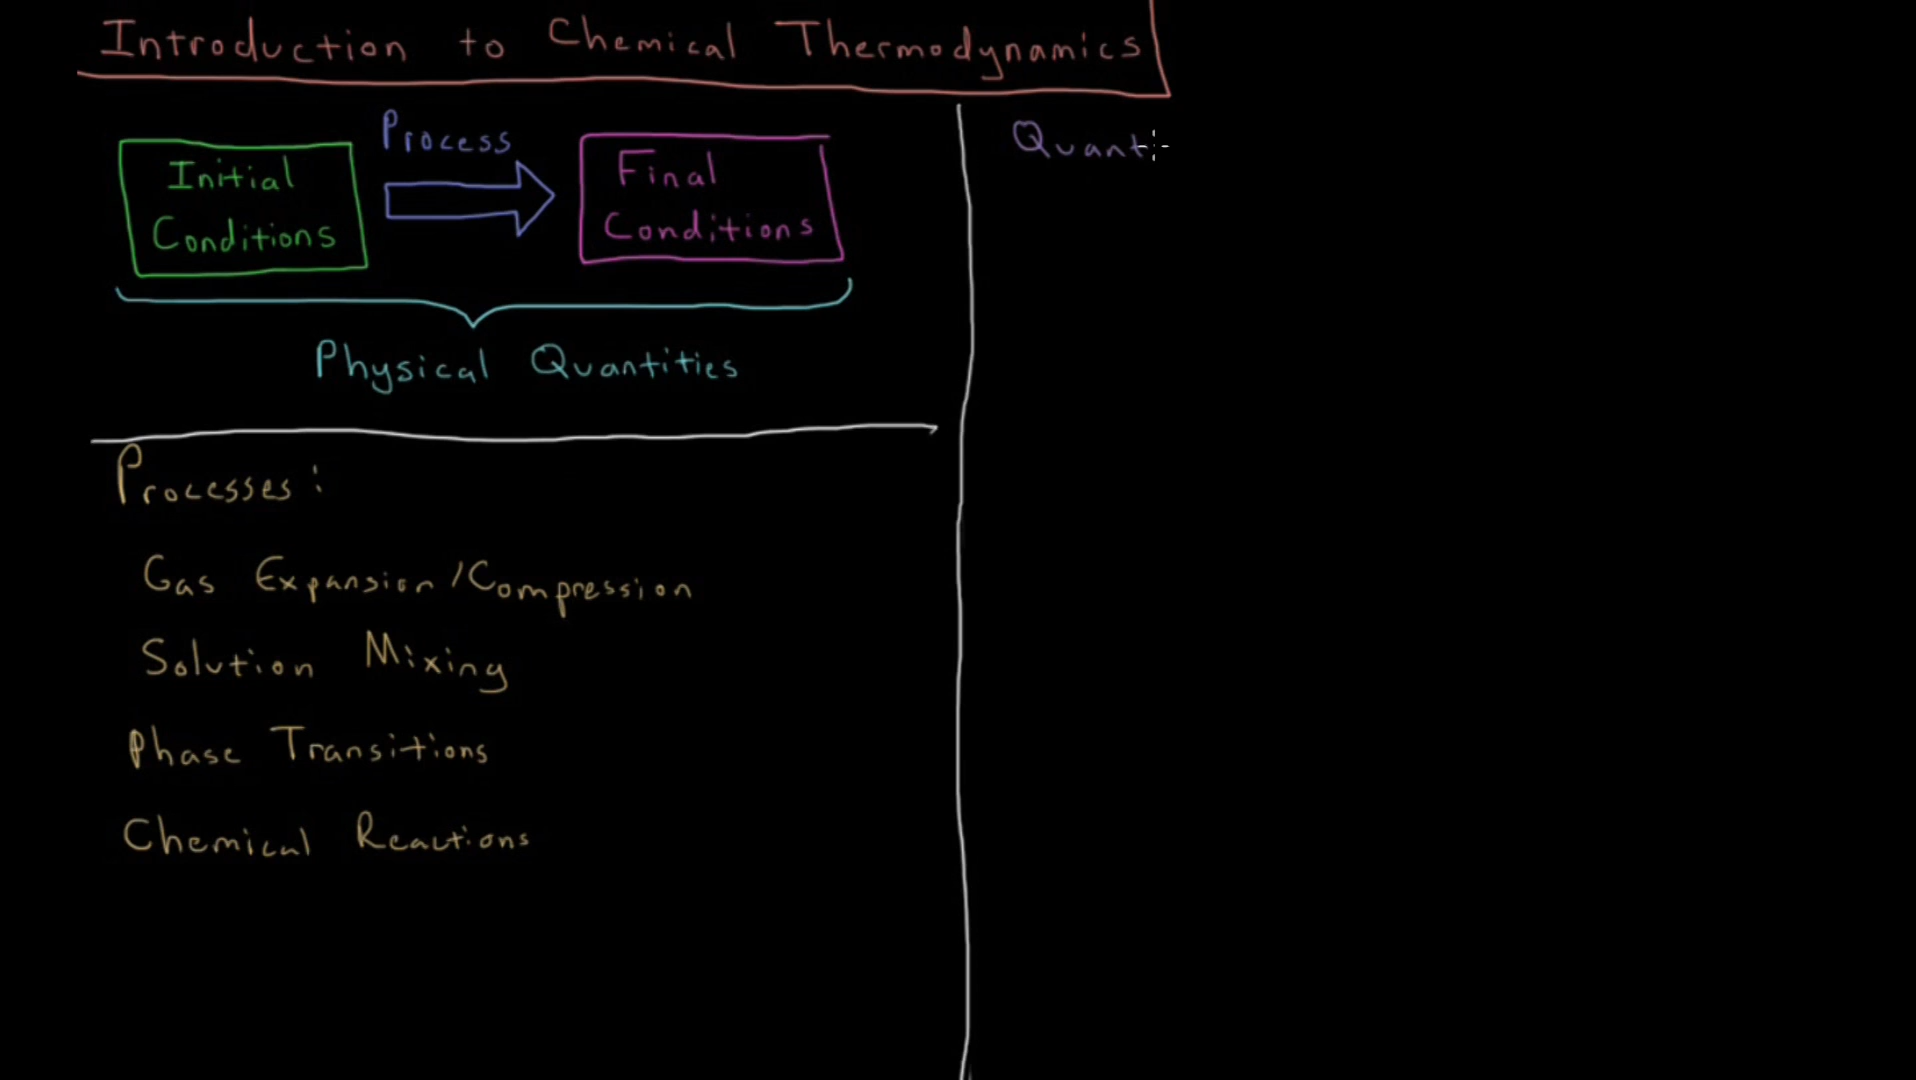 Introduction to Chemical Thermodynamics
Process
Initial
Conditions
Final
Conditions
Physical Quantities
Processes:
Gas Expansion/Compression
Solution Mixing
Phase Transitions
Chemical Reactions
Quanti